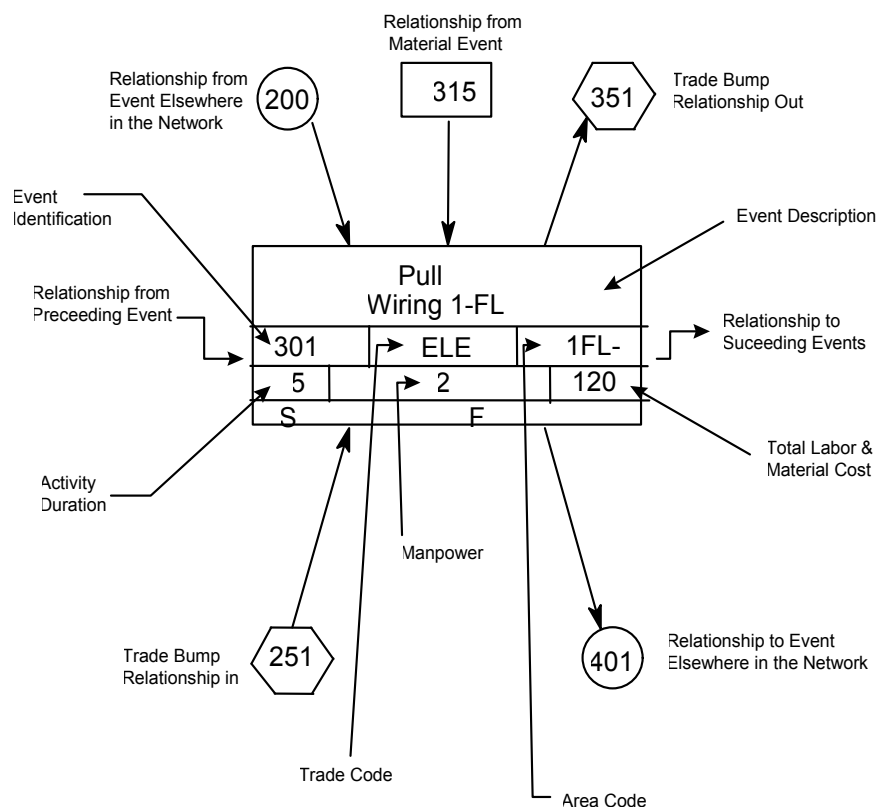 Relationship from
Material Event
315
Relationship from
Event Elsewhere
in the Network
200
351
Trade Bump
Relationship Out
Event
Identification
Event Description
Pull
Wiring 1-FL
Relationship from
Preceeding Event
301
ELE
1FL-
Relationship to
Suceeding Events
5
2
120
S
F
Activity
Duration
Total Labor &
Material Cost
Manpower
Trade Bump
Relationship in
251
401
Relationship to Event
Elsewhere in the Network
Trade Code
Area Code